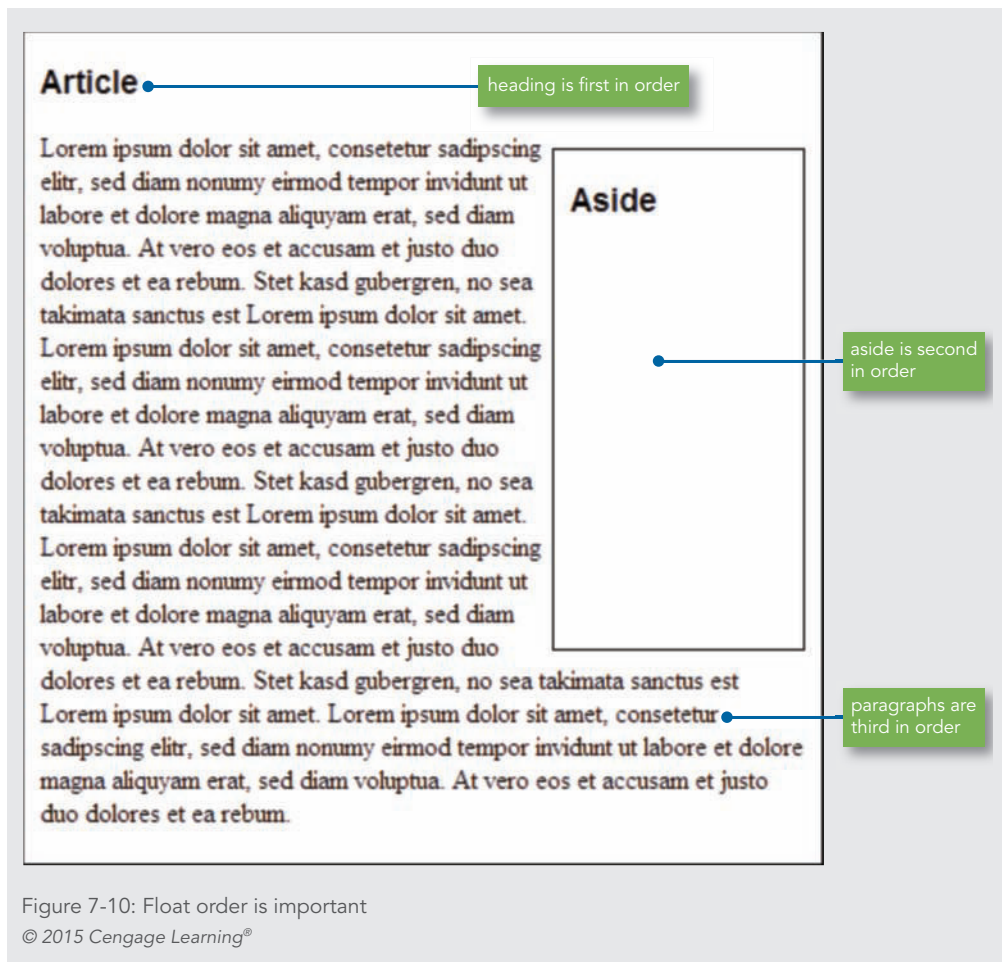 Article
heading is first in order
Lorem ipsum dolor sit amet, consetetur sadipscing
elitr, sed diam nonumy eirmod tempor invidunt ut
labore et dolore magna aliquyam erat, sed diam
voluptua. At vero eos et accusam et justo duo
dolores et ea rebum. Stet kasd gubergren, no sea
takimata sanctus est Lorem ipsum dolor sit amet.
Lorem ipsum dolor sit amet, consetetur sadipscing
elitr, sed diam nonumy eirmod tempor invidunt ut
labore et dolore magna aliquyam erat, sed diam
voluptua. At vero eos et accusam et justo duo
dolores et ea rebum. Stet kasd gubergren, no sea
takimata sanctus est Lorem ipsum dolor sit amet.
Lorem ipsum dolor sit amet, consetetur sadipscing
elitr, sed diam nonumy eirmod tempor invidunt ut
labore et dolore magna aliquyam erat, sed diam
voluptua. At vero eos et accusam et justo duo
dolores et ea rebum. Stet kasd gubergren, no sea takimata sanctus est
Lorem ipsum dolor sit amet. Lorem ipsum dolor sit amet, consetetur
sadipscing elitr, sed diam nonumy eirmod tempor invidunt ut labore et dolore
magna aliquyam erat, sed diam voluptua. At vero eos et accusam et justo
duo dolores et ea rebum.
Aside
aside is second
in order
paragraphs are
third in order
Figure 7-10: Float order is important
© 2015 Cengage Learning®